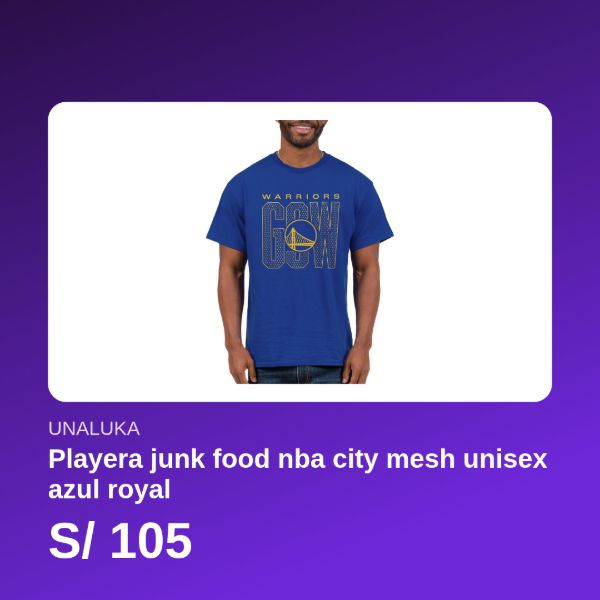 WARRIORS
GSW
UNALUKA
Playera junk food nba city mesh unisex
azul royal
S/ 105